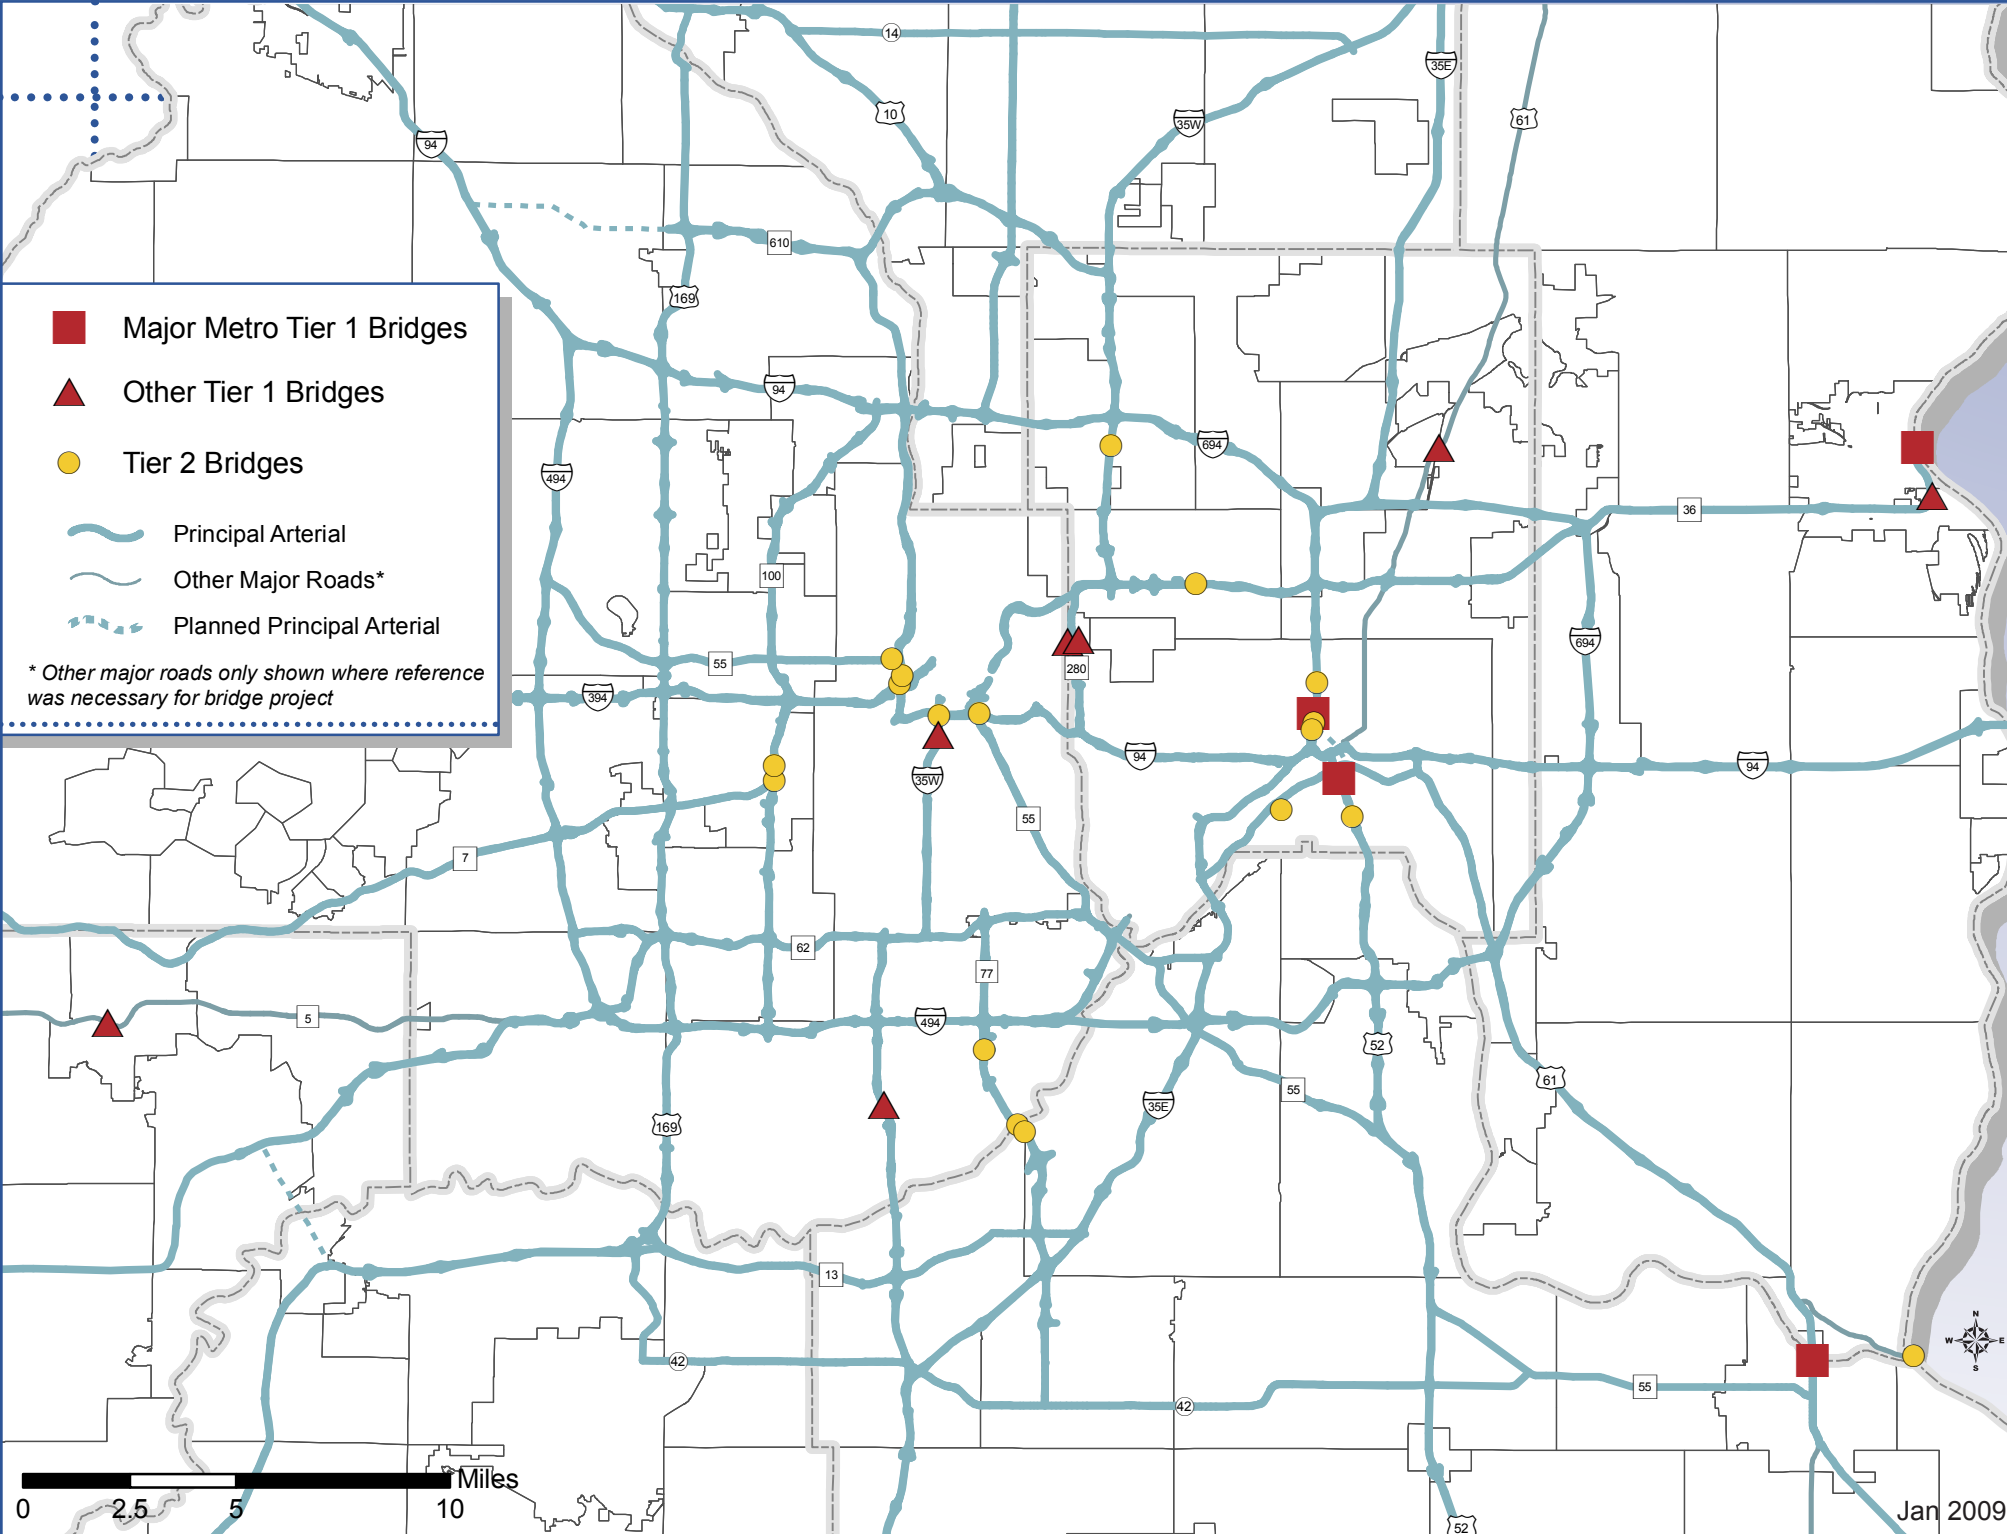 14
35E
10
61
35W
94
610
169
Major Metro Tier 1 Bridges
Other Tier 1 Bridges
94
694
Tier 2 Bridges
494
36
Principal Arterial
Other Major Roads*
100
Planned Principal Arterial
694
55
280
* Other major roads only shown where reference
was necessary for bridge project
394
94
94
35W
55
7
62
77
5
494
52
61
55
35E
169
13
N
W
E
S
42
55
42
Miles
0
2.5
5
10
Jan 2009
52